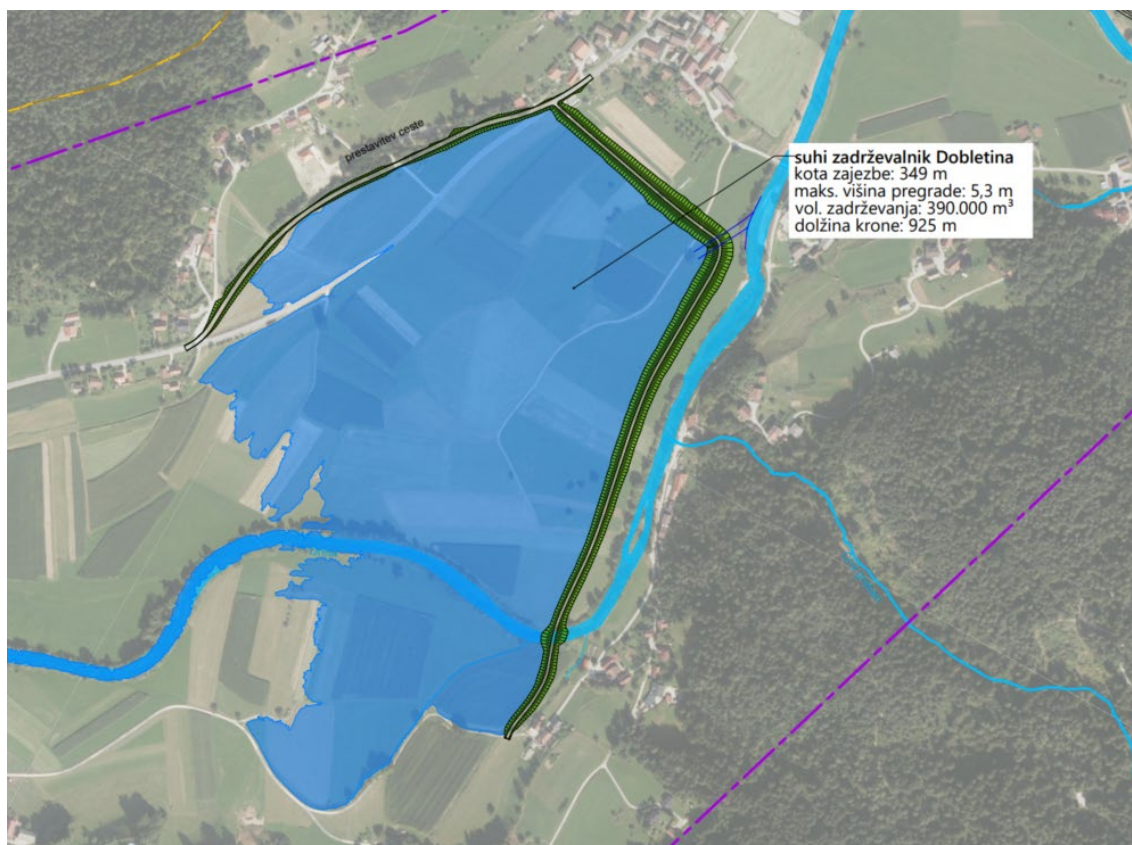 prestavitev ceste
suhi zadrževalnik Dobletina
kota zajezbe: 349 m
maks. višina pregrade: 5,3 m
vol. zadrževanja: 390.000 m³
dolžina krone: 925 m